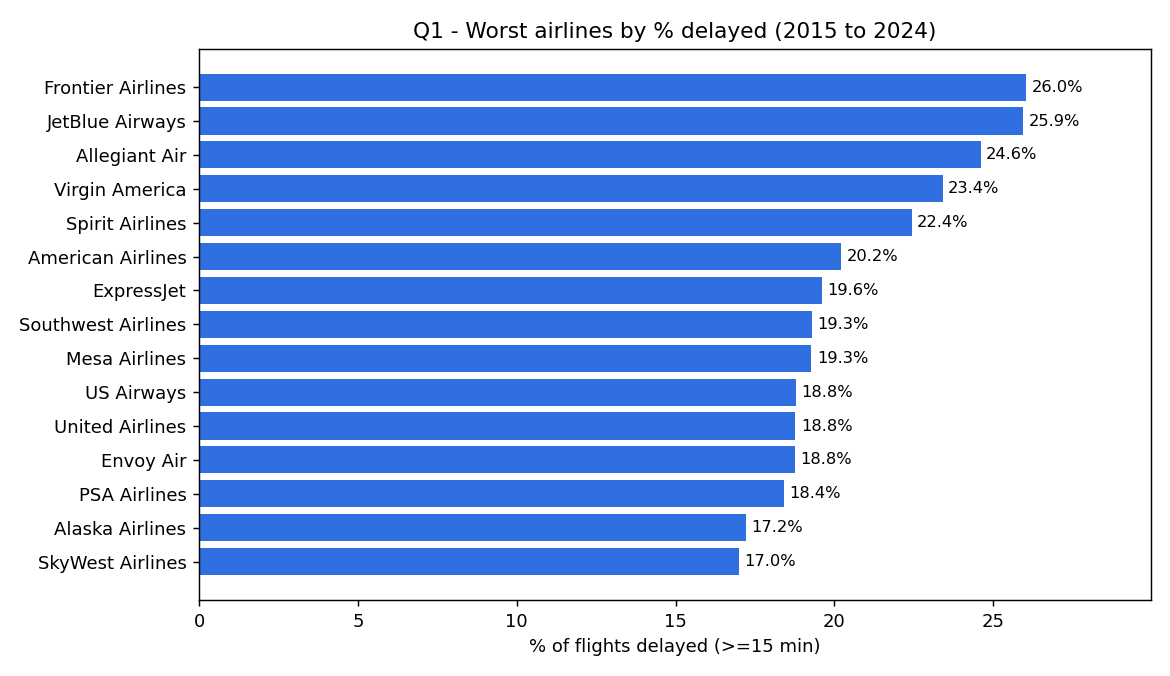 Q1 - Worst airlines by % delayed (2015 to 2024)
Frontier Airlines 26.0%
JetBlue Airways 25.9%
Allegiant Air 24.6%
Virgin America 23.4%
Spirit Airlines 22.4%
American Airlines 20.2%
ExpressJet 19.6%
Southwest Airlines 19.3%
Mesa Airlines 19.3%
US Airways 18.8%
United Airlines 18.8%
Envoy Air 18.8%
PSA Airlines 18.4%
Alaska Airlines 17.2%
SkyWest Airlines 17.0%
0 5 10 15 20 25
% of flights delayed (>=15 min)